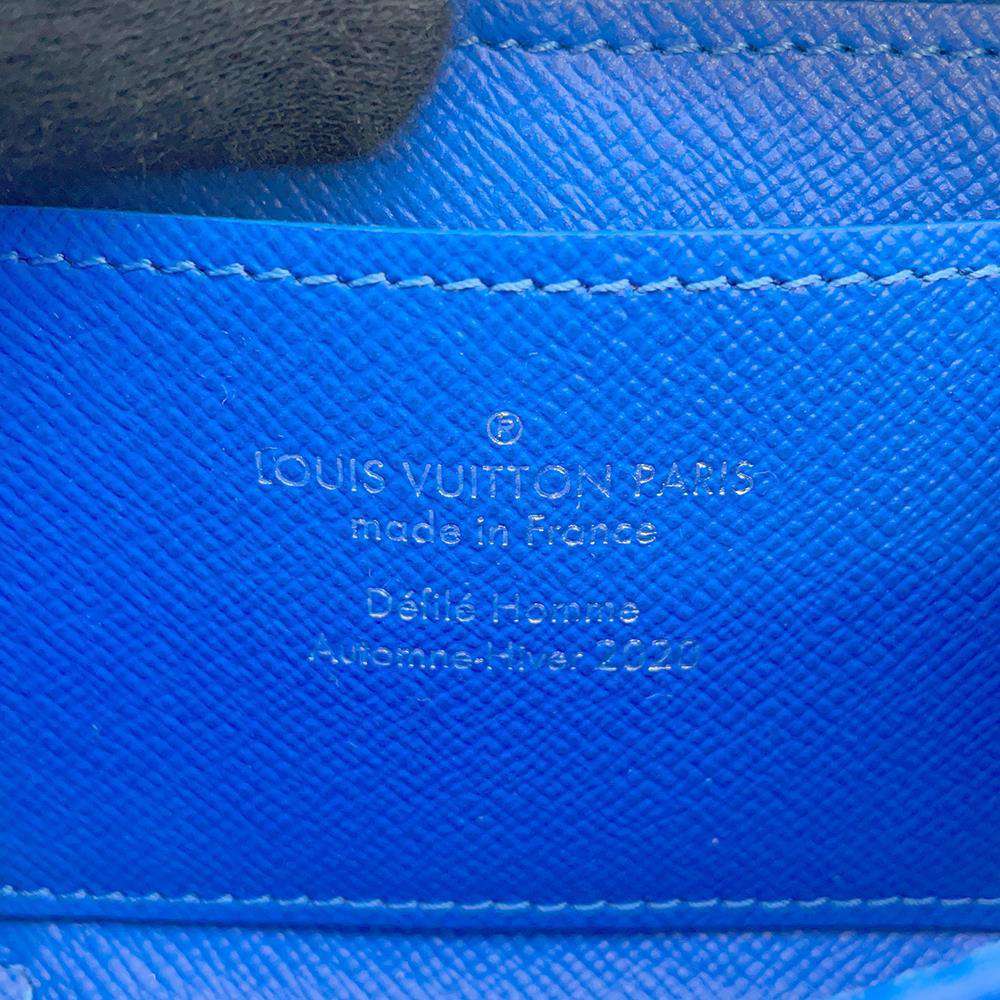 ®
LOUIS VUITTON PARIS
made in France
Défilé Homme
Automne-Hiver 2020